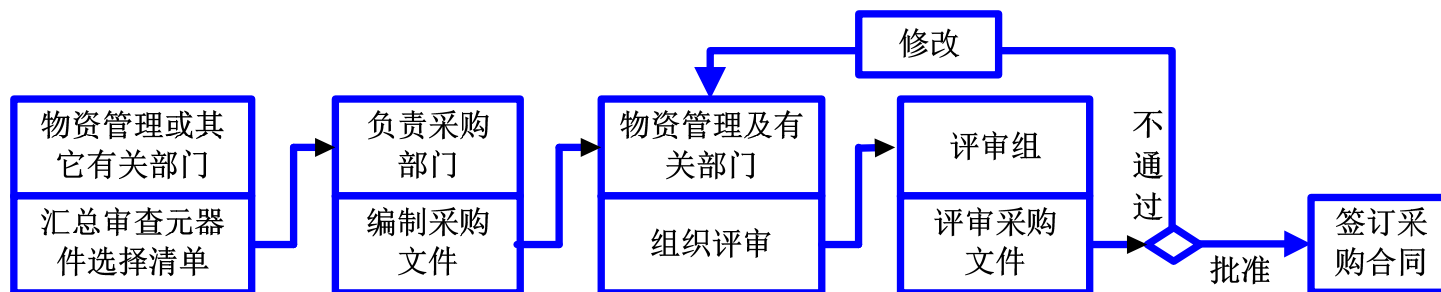 修改
物资管理或其
它有关部门
汇总审查元器
件选择清单
负责采购
部门
编制采购
文件
物资管理及有
关部门
组织评审
评审组
评审采购
文件
不
通
过
批准
签订采
购合同